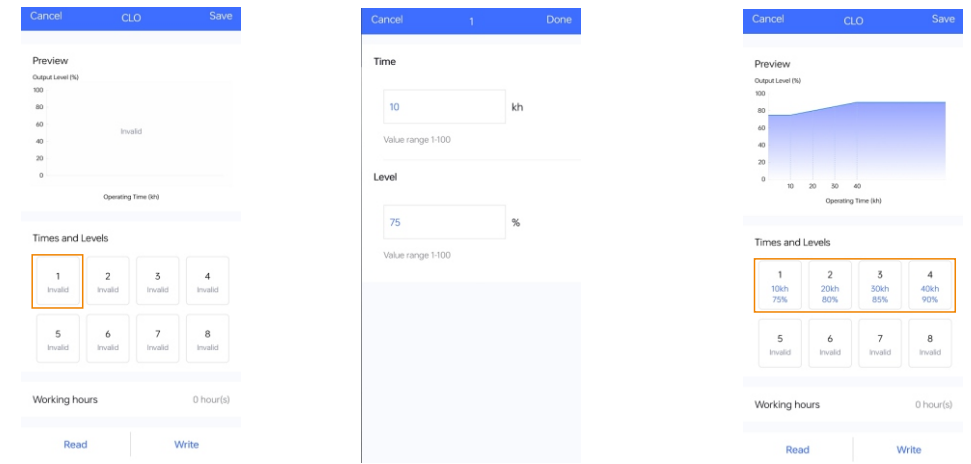 Cancel CLO Save
Preview
Output Level (%)
100
80
60
Invalid
40
20
0
Operating Time (kh)
Times and Levels
1 2 3 4
Invalid Invalid Invalid Invalid
5 6 7 8
Invalid Invalid Invalid Invalid
Working hours 0 hour(s)
Read Write
Cancel 1 Done
Time
10 kh
Value range 1-100
Level
75 %
Value range 1-100
Cancel CLO Save
Preview
Output Level (%)
100
80
60
40
20
0
10 20 30 40
Operating Time (kh)
Times and Levels
1 2 3 4
10kh 20kh 30kh 40kh
75% 80% 85% 90%
5 6 7 8
Invalid Invalid Invalid Invalid
Working hours 0 hour(s)
Read Write